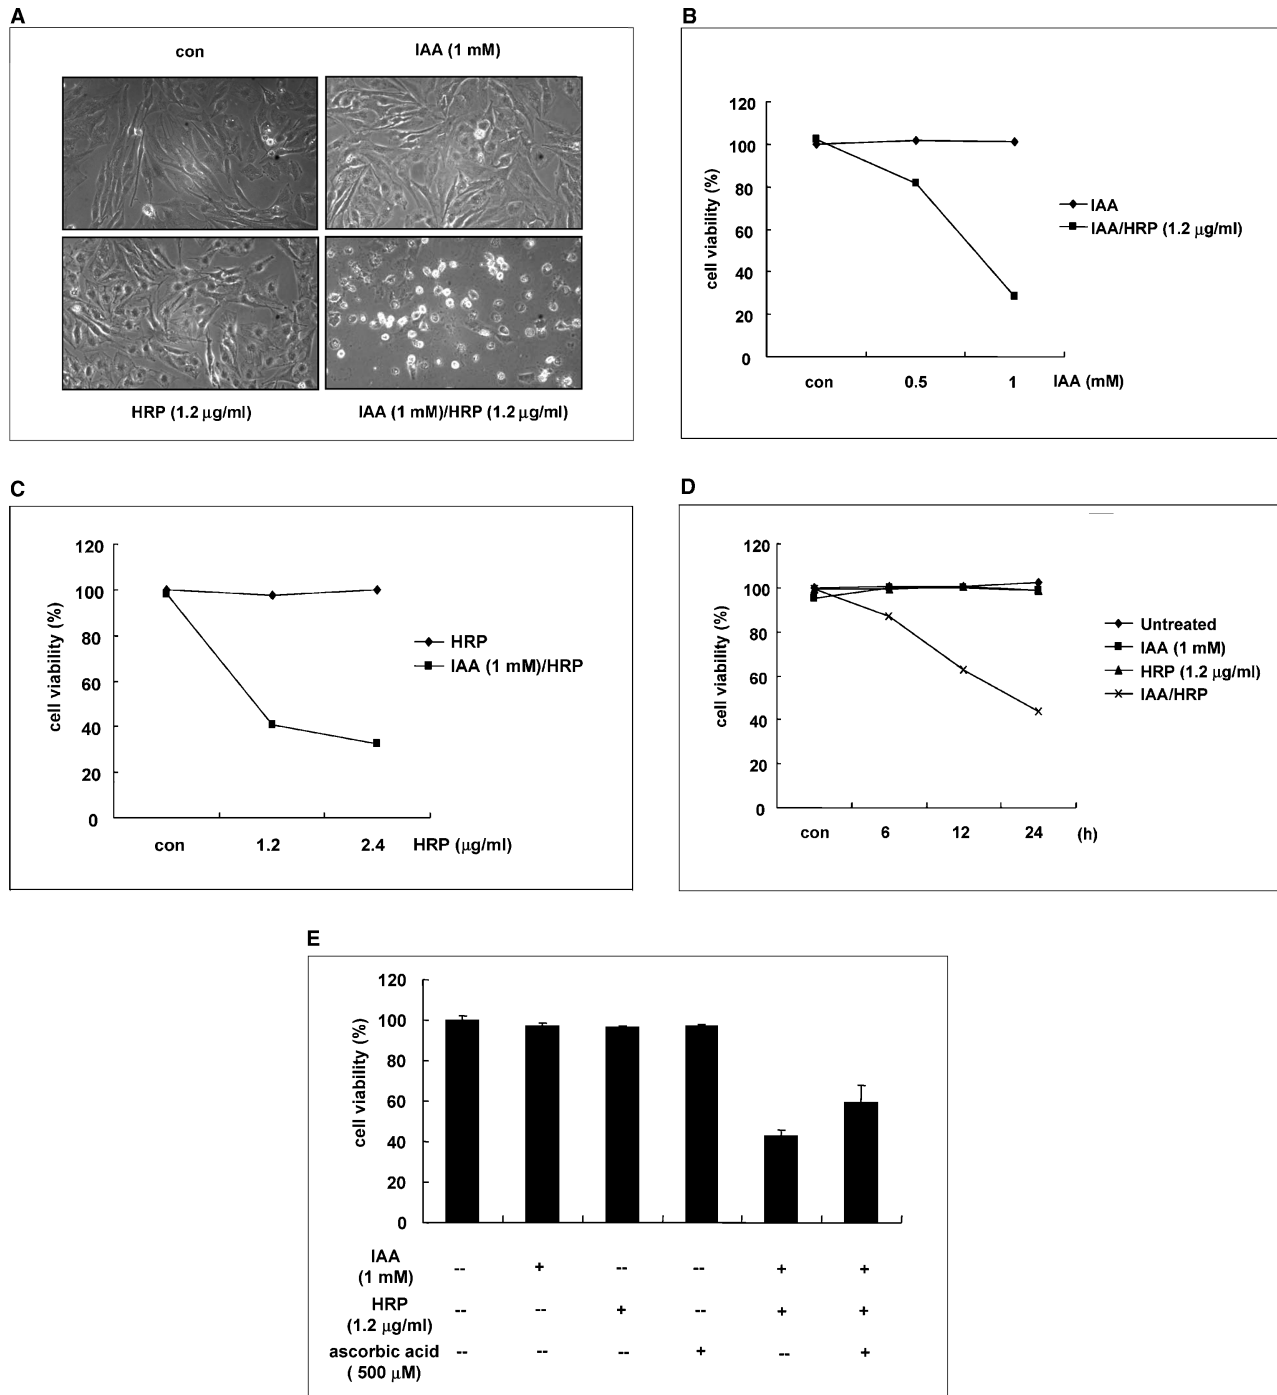 A
con
IAA (1 mM)
HRP (1.2 μg/ml)
IAA (1 mM)/HRP (1.2 μg/ml)
B
cell viability (%)
120
100
80
60
40
20
0
con
0.5
1
IAA (mM)
IAA
IAA/HRP (1.2 μg/ml)
C
cell viability (%)
120
100
80
60
40
20
0
con
1.2
2.4
HRP (μg/ml)
HRP
IAA (1 mM)/HRP
D
cell viability (%)
120
100
80
60
40
20
0
con
6
12
24
(h)
Untreated
IAA (1 mM)
HRP (1.2 μg/ml)
IAA/HRP
E
cell viability (%)
120
100
80
60
40
20
0
IAA
(1 mM)
-- + -- -- + +
HRP
(1.2 μg/ml)
-- -- + -- + +
ascorbic acid
( 500 μM)
-- -- -- + -- +